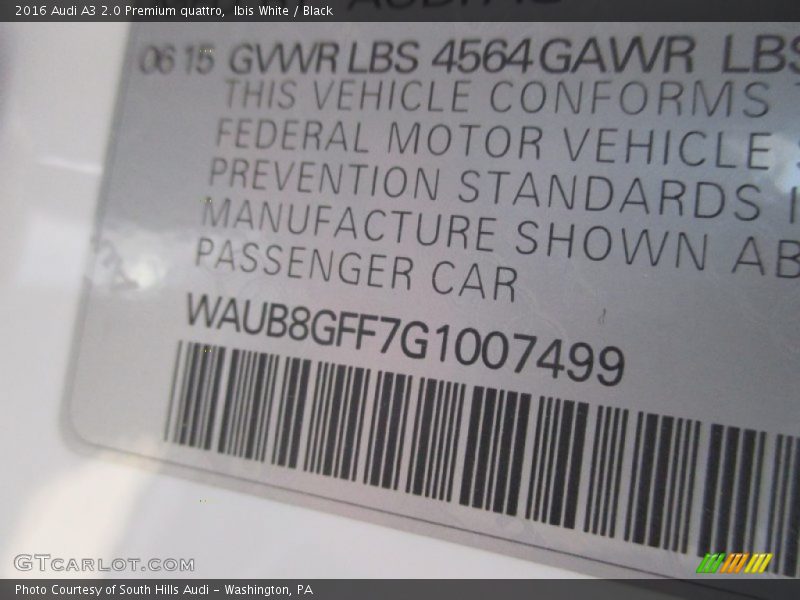 2016 Audi A3 2.0 Premium quattro, Ibis White / Black
06 15 GVWR LBS 4564 GAWR LBS
THIS VEHICLE CONFORMS
FEDERAL MOTOR VEHICLE
PREVENTION STANDARDS
MANUFACTURE SHOWN AB
PASSENGER CAR
WAUB8GFF7G1007499
GTCARLOT.COM
Photo Courtesy of South Hills Audi - Washington, PA